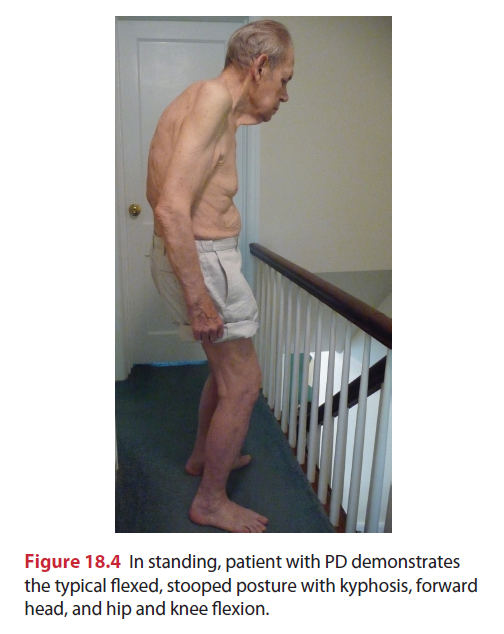 Figure 18.4 In standing, patient with PD demonstrates
the typical flexed, stooped posture with kyphosis, forward
head, and hip and knee flexion.